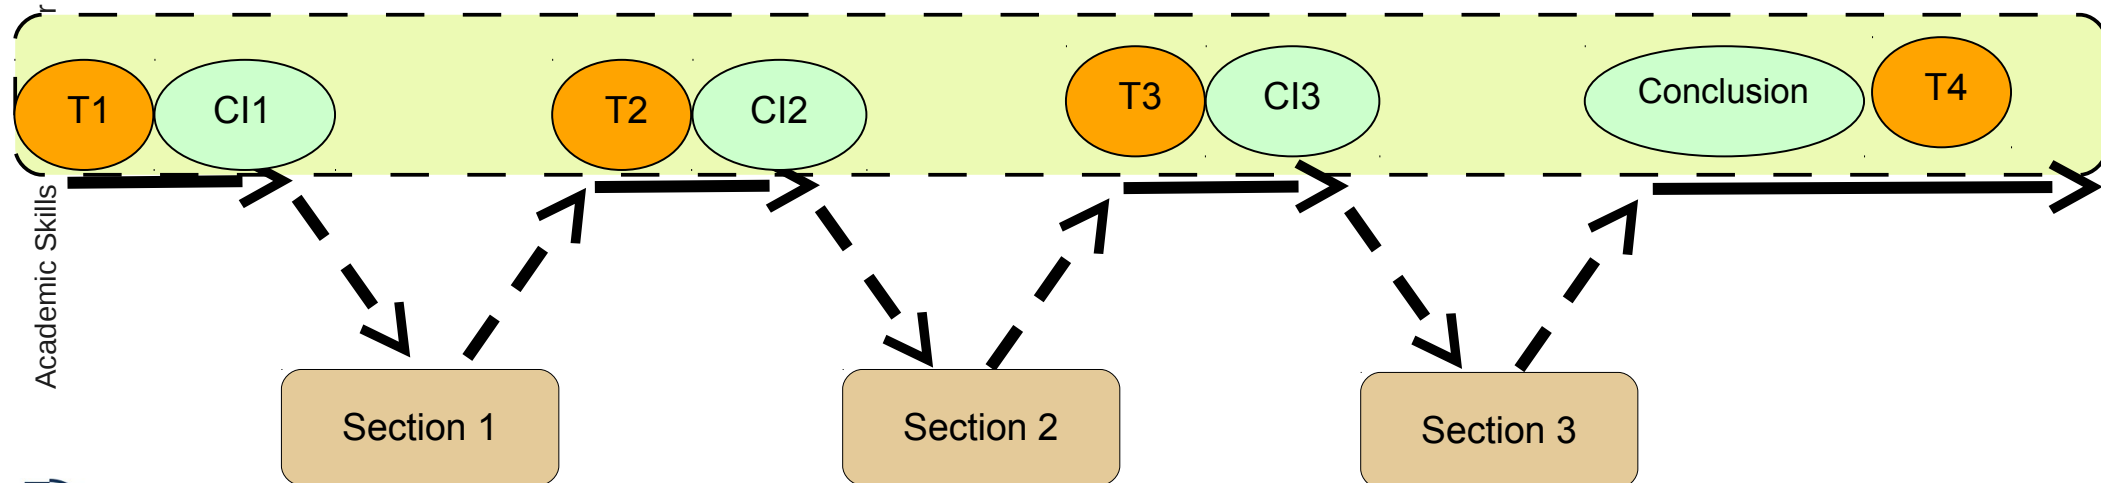 T1
CI1
T2
CI2
T3
CI3
Conclusion
T4
Academic Skills
Section 1
Section 2
Section 3